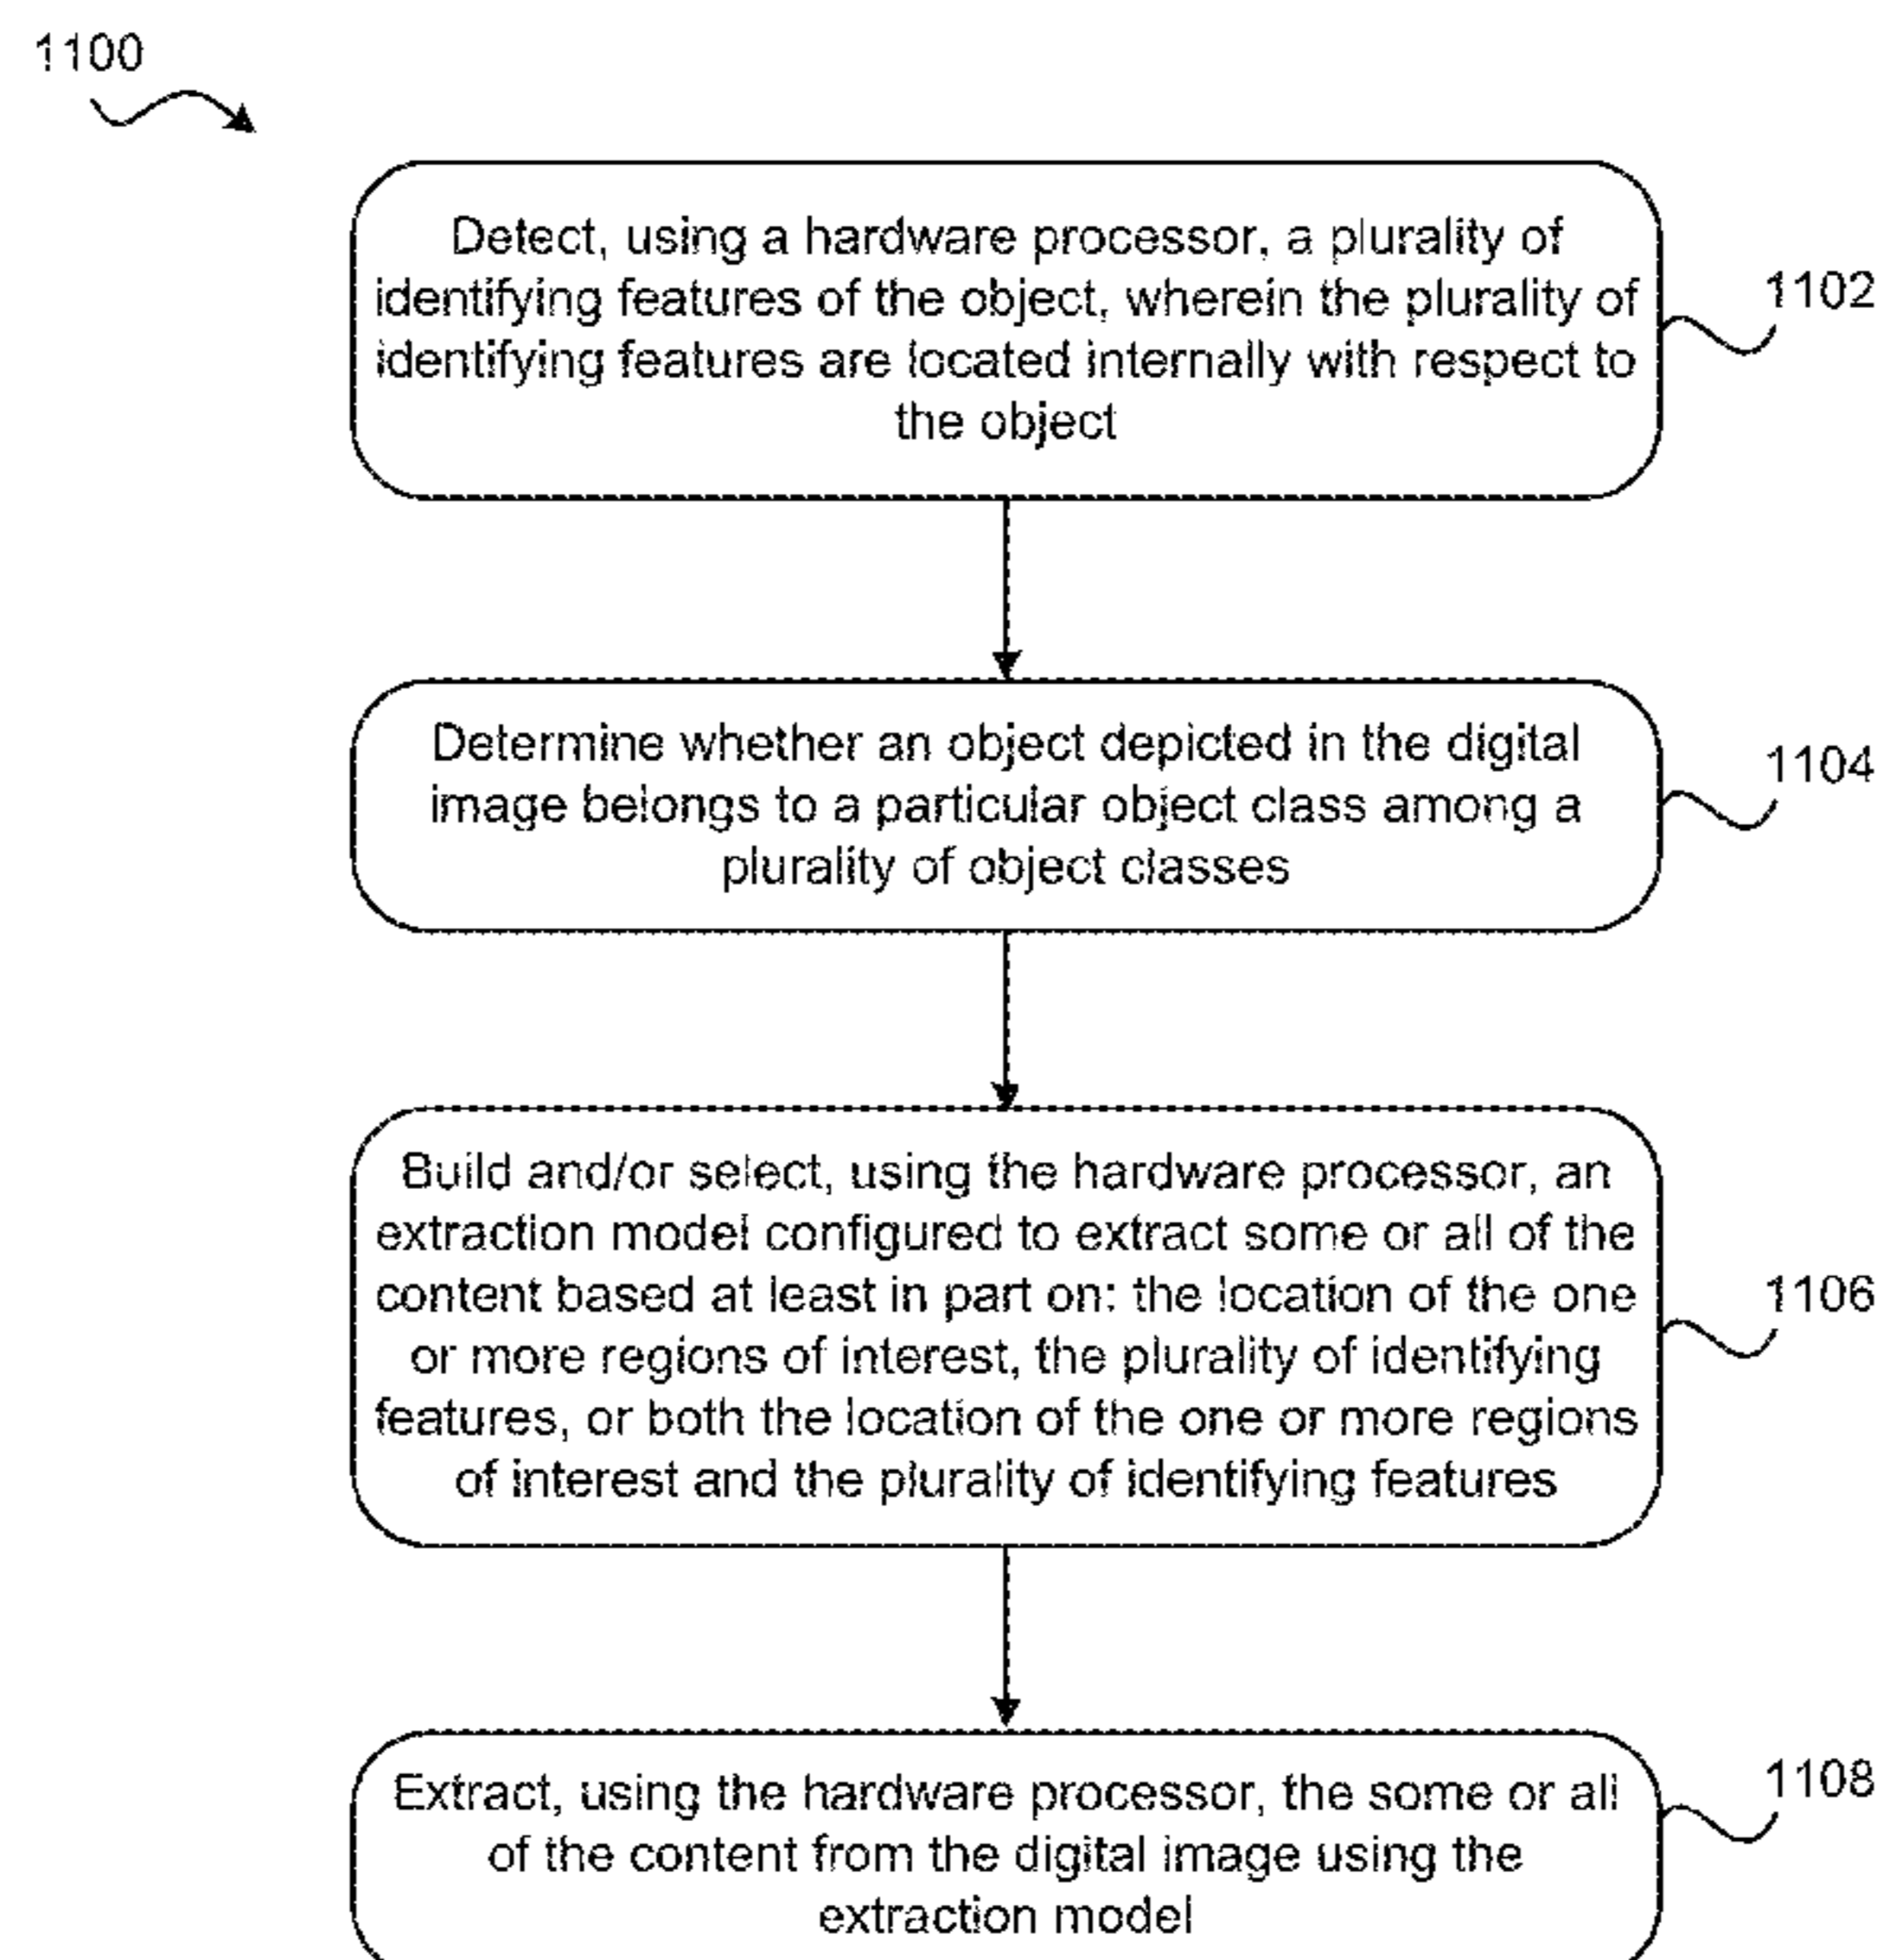 1100
Detect, using a hardware processor, a plurality of
identifying features of the object, wherein the plurality of
identifying features are located internally with respect to
the object
1102
Determine whether an object depicted in the digital
image belongs to a particular object class among a
plurality of object classes
1104
Build and/or select, using the hardware processor, an
extraction model configured to extract some or all of the
content based at least in part on: the location of the one
or more regions of interest, the plurality of identifying
features, or both the location of the one or more regions
of interest and the plurality of identifying features
1106
Extract, using the hardware processor, the some or all
of the content from the digital image using the
extraction model
1108